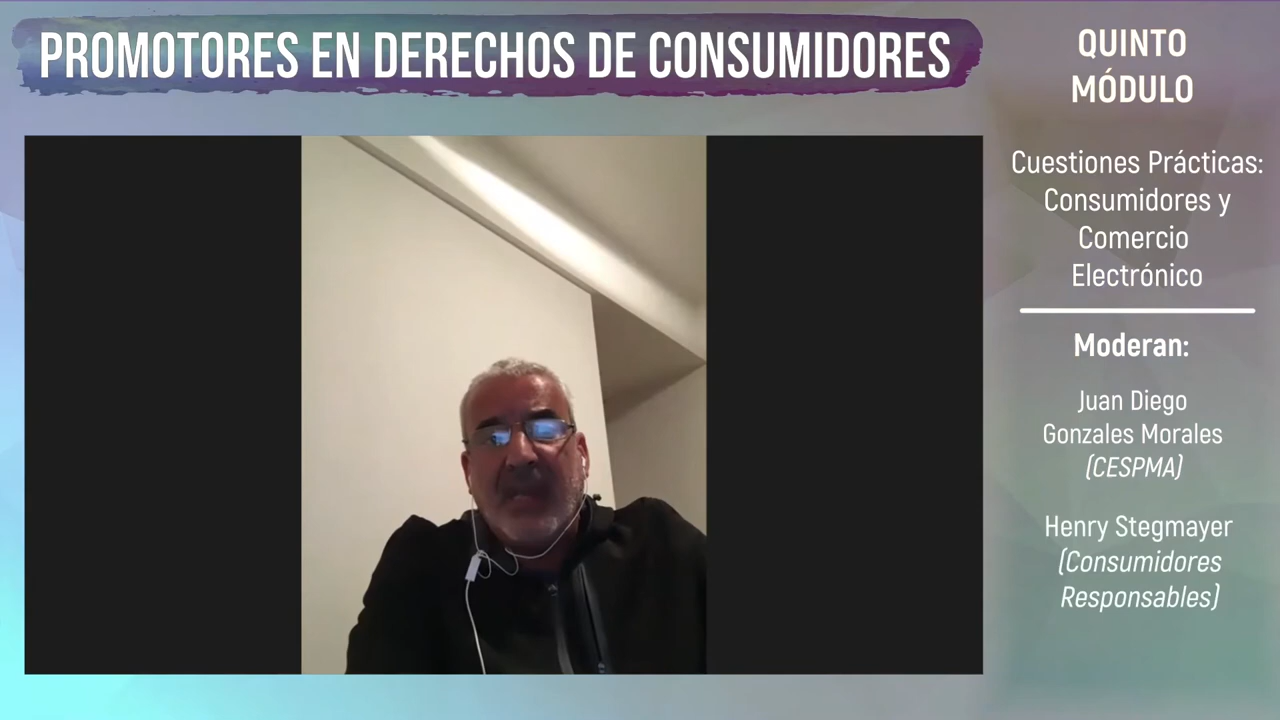 PROMOTORES EN DERECHOS DE CONSUMIDORES
QUINTO
MÓDULO
Cuestiones Prácticas:
Consumidores y
Comercio
Electrónico
Moderan:
Juan Diego
Gonzales Morales
(CESPMA)
Henry Stegmayer
(Consumidores
Responsables)